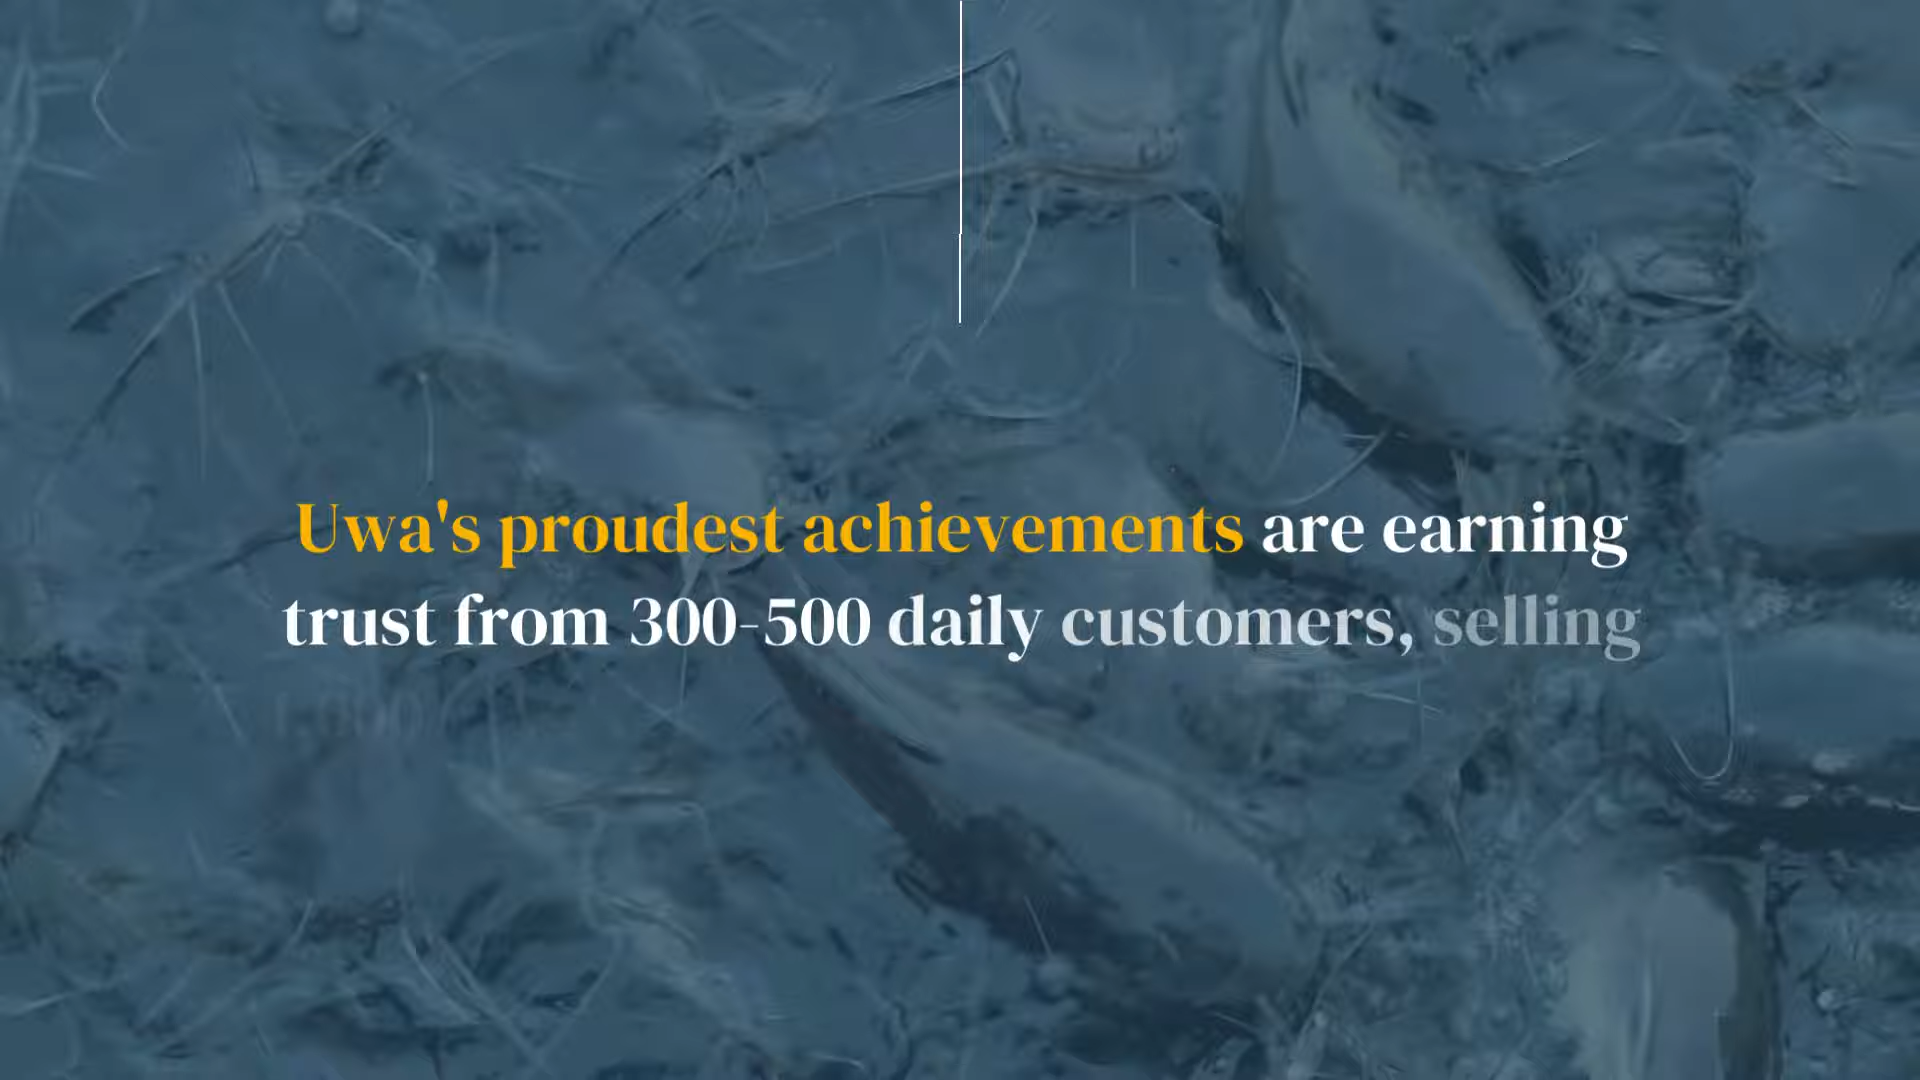 Uwa's proudest achievements are earning
trust from 300-500 daily customers, selling